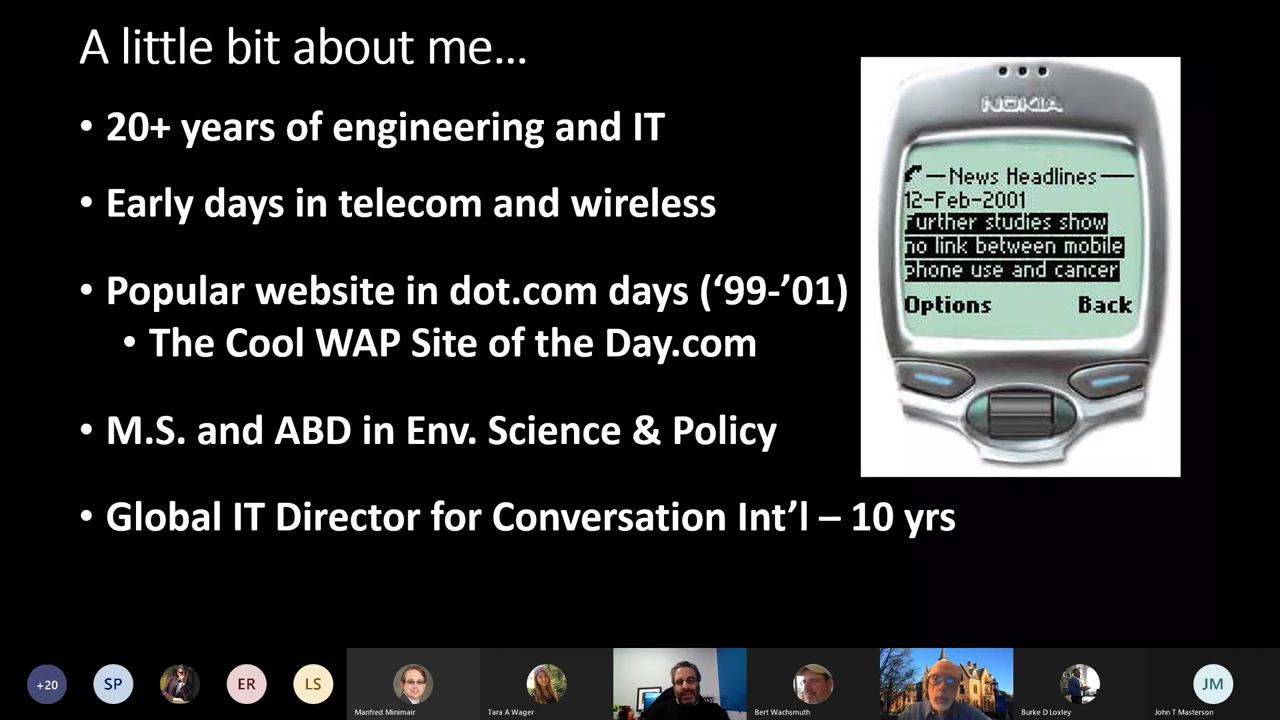 A little bit about me…
• 20+ years of engineering and IT
• Early days in telecom and wireless
• Popular website in dot.com days (‘99-’01)
• The Cool WAP Site of the Day.com
• M.S. and ABD in Env. Science & Policy
• Global IT Director for Conversation Int’l – 10 yrs
NOKIA
News Headlines
12-Feb-2001
Further studies show
no link between mobile
phone use and cancer
Options Back
+20 SP ER LS JM
Manfred Minimair Tara A Wager Bert Wachsmuth Burke D Loxley John T Masterson